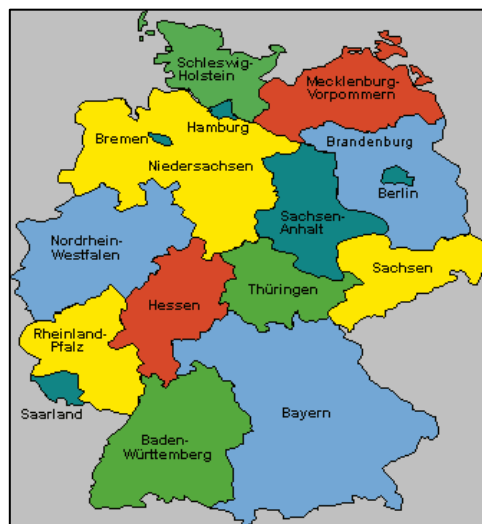 Schleswig-
Holstein
Mecklenburg-
Vorpommern
Hamburg
Bremen
Brandenburg
Niedersachsen
Berlin
Sachsen-
Anhalt
Nordrhein-
Westfalen
Sachsen
Thüringen
Hessen
Rheinland-
Pfalz
Saarland
Bayern
Baden-
Württemberg